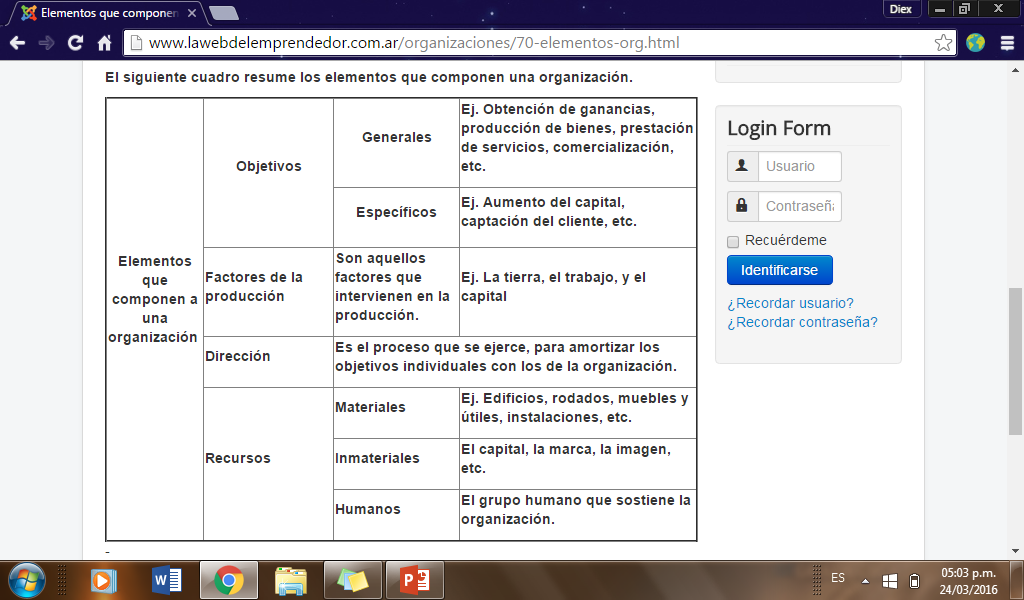 Elementos que componen
Diex
www.lawebdelemprendedor.com.ar/organizaciones/70-elementos-org.html
El siguiente cuadro resume los elementos que componen una organización.
Elementos
que
componen a
una
organización
Objetivos
Generales
Ej. Obtención de ganancias,
producción de bienes, prestación
de servicios, comercialización,
etc.
Específicos
Ej. Aumento del capital,
captación del cliente, etc.
Factores de la
producción
Son aquellos
factores que
intervienen en la
producción.
Ej. La tierra, el trabajo, y el
capital
Dirección
Es el proceso que se ejerce, para amortizar los
objetivos individuales con los de la organización.
Recursos
Materiales
Ej. Edificios, rodados, muebles y
útiles, instalaciones, etc.
Inmateriales
El capital, la marca, la imagen,
etc.
Humanos
El grupo humano que sostiene la
organización.
-
Login Form
Usuario
Contraseña
Recuérdeme
Identificarse
¿Recordar usuario?
¿Recordar contraseña?
ES
05:03 p.m.
24/03/2016